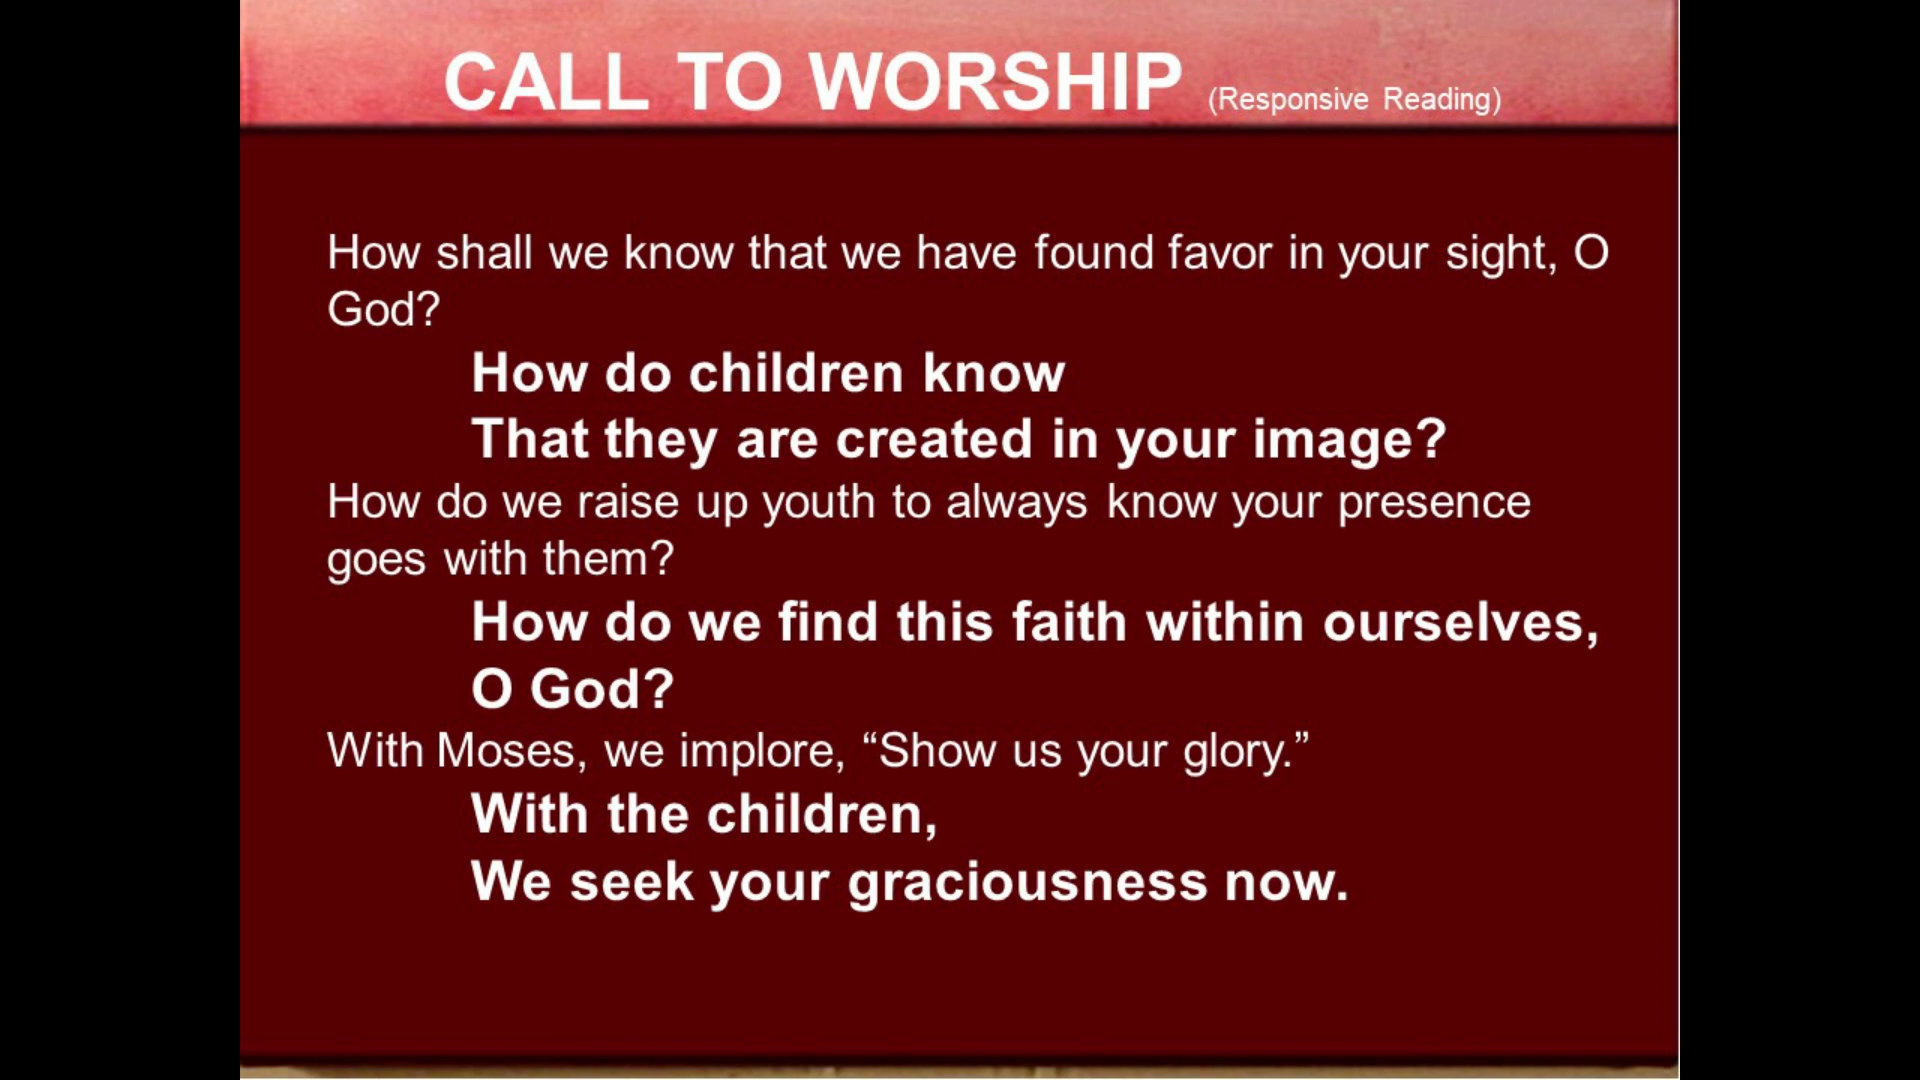 CALL TO WORSHIP (Responsive Reading)
How shall we know that we have found favor in your sight, O
God?
How do children know
That they are created in your image?
How do we raise up youth to always know your presence
goes with them?
How do we find this faith within ourselves,
O God?
With Moses, we implore, “Show us your glory.”
With the children,
We seek your graciousness now.